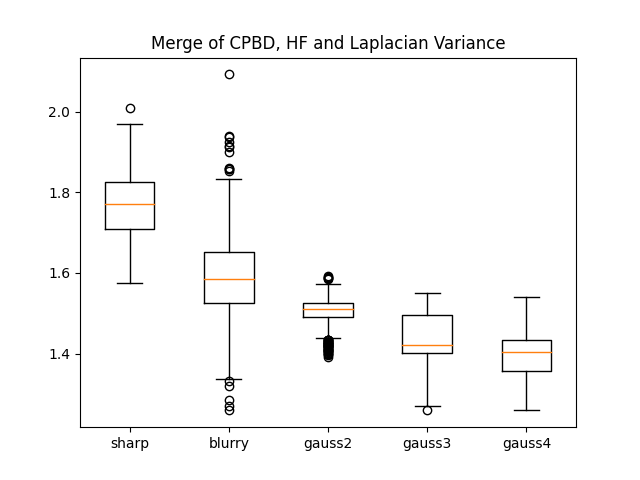 Merge of CPBD, HF and Laplacian Variance
2.0
1.8
1.6
1.4
sharp blurry gauss2 gauss3 gauss4